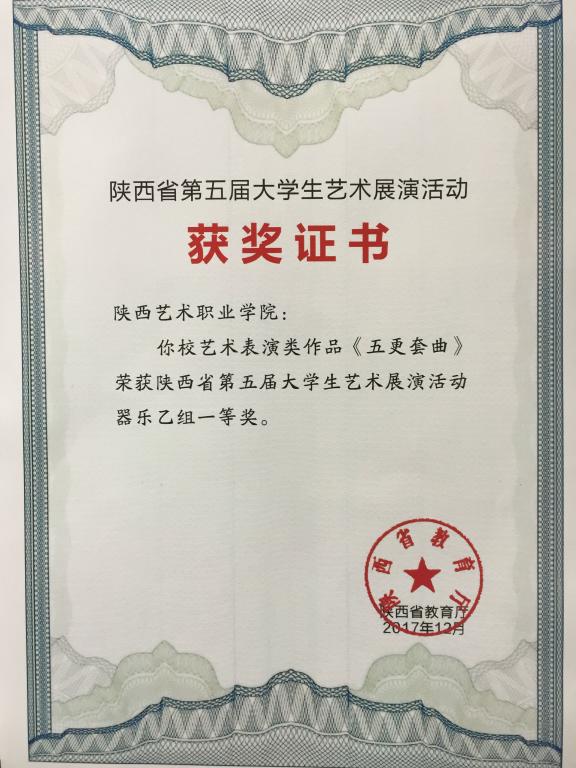 陕西省第五届大学生艺术展演活动
获奖证书
陕西艺术职业学院：
你校艺术表演类作品《五更套曲》
荣获陕西省第五届大学生艺术展演活动
器乐乙组一等奖。
陕西省教育厅
陕西省教育厅
2017年12月